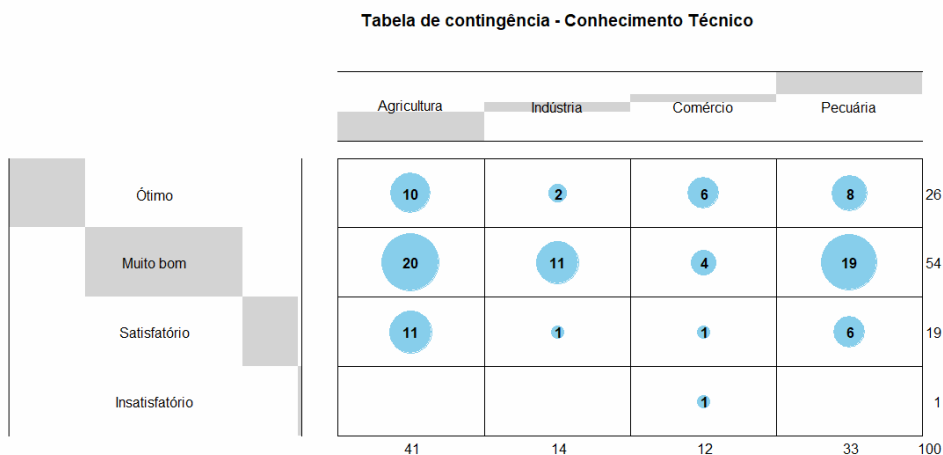 Tabela de contingência - Conhecimento Técnico
Agricultura Indústria Comércio Pecuária
Ótimo 10 2 6 8 26
Muito bom 20 11 4 19 54
Satisfatório 11 1 1 6 19
Insatisfatório 1 1
41 14 12 33 100